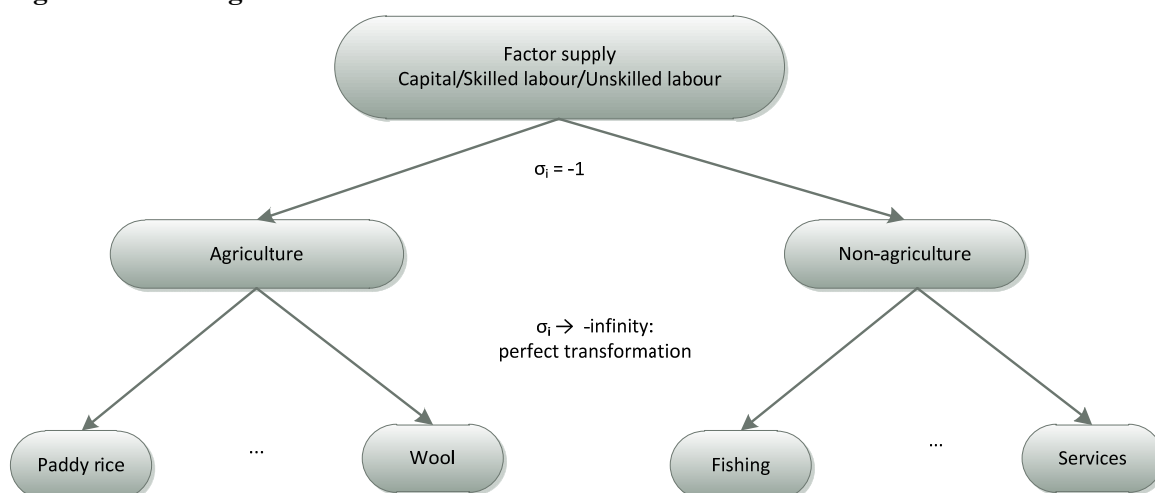 Factor supply
Capital/Skilled labour/Unskilled labour
σᵢ = -1
Agriculture
Non-agriculture
σᵢ → -infinity:
perfect transformation
Paddy rice
...
Wool
Fishing
...
Services